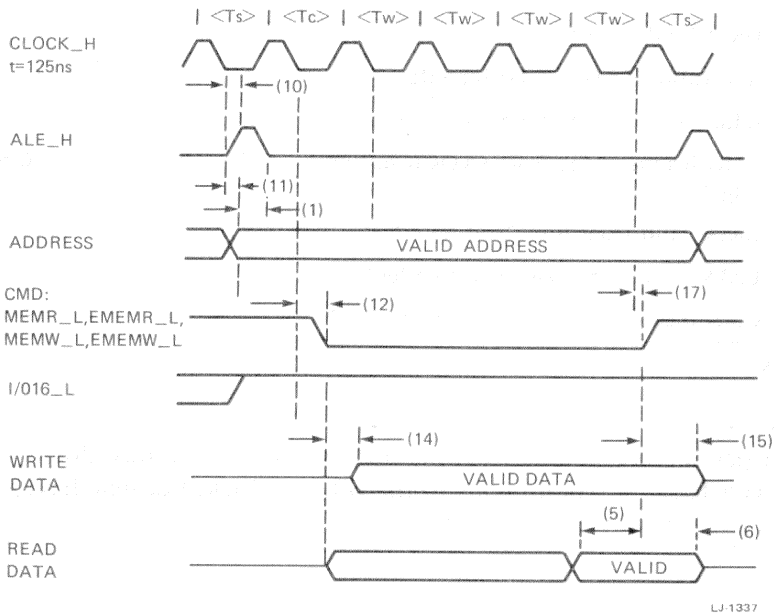 | <Ts> | <Tc> | <Tw> | <Tw> | <Tw> | <Tw> | <Ts> |
CLOCK_H
t=125ns
(10)
ALE_H
(11)
(1)
ADDRESS
VALID ADDRESS
CMD:
MEMR_L,EMEMR_L,
MEMW_L,EMEMW_L
(12)
(17)
I/016_L
(14)
(15)
WRITE
DATA
VALID DATA
(5)
(6)
READ
DATA
VALID
LJ-1337